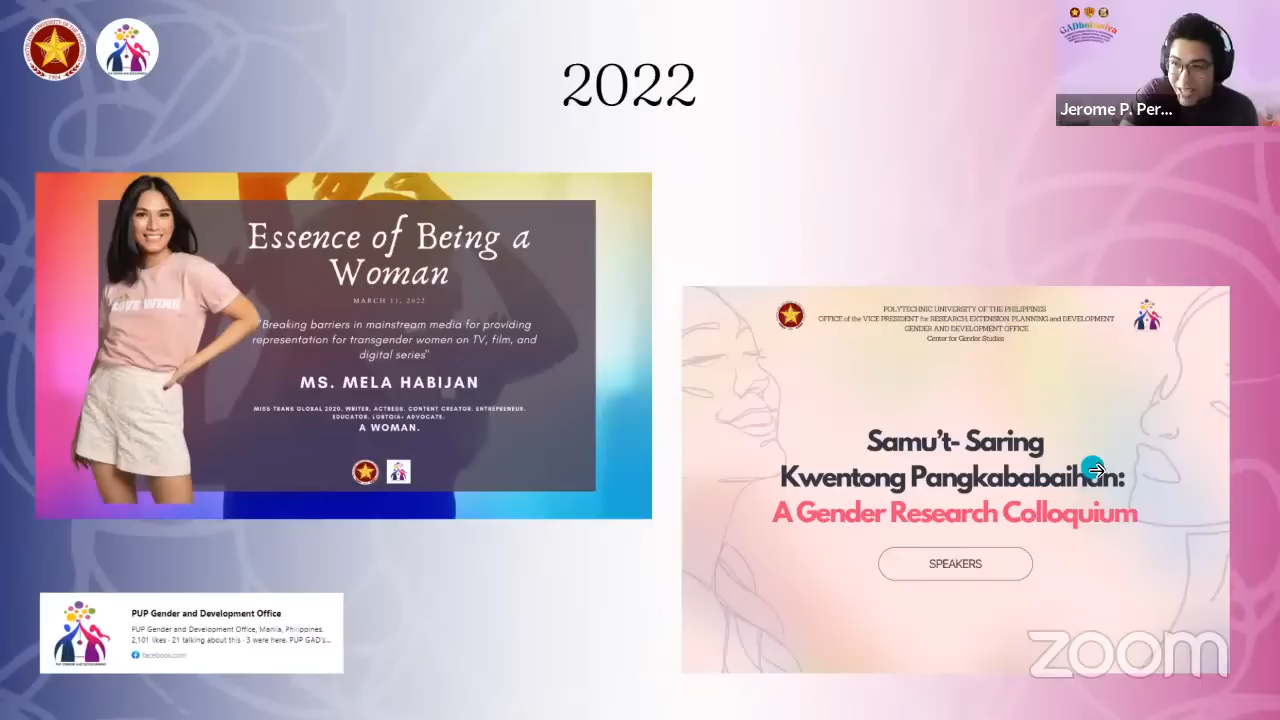 2022
Jerome P. Per...
Essence of Being a
Woman
MARCH 11, 2022
"Breaking barriers in mainstream media for providing
representation for transgender women on TV, film, and
digital series"
MS. MELA HABIJAN
MISS TRANS GLOBAL 2020. WRITER. ACTRESS. CONTENT CREATOR. ENTREPRENEUR.
EDUCATOR. LGBTQIA+ ADVOCATE.
A WOMAN.
LOVE WINS
POLYTECHNIC UNIVERSITY OF THE PHILIPPINES
OFFICE of the VICE PRESIDENT for RESEARCH, EXTENSION, PLANNING and DEVELOPMENT
GENDER AND DEVELOPMENT OFFICE
Center for Gender Studies
Samu't- Saring
Kwentong Pangkababaihan:
A Gender Research Colloquium
SPEAKERS
PUP Gender and Development Office
PUP Gender and Development Office, Manila, Philippines.
2,101 likes · 21 talking about this · 3 were here. PUP GAD's...
facebook.com
zoom